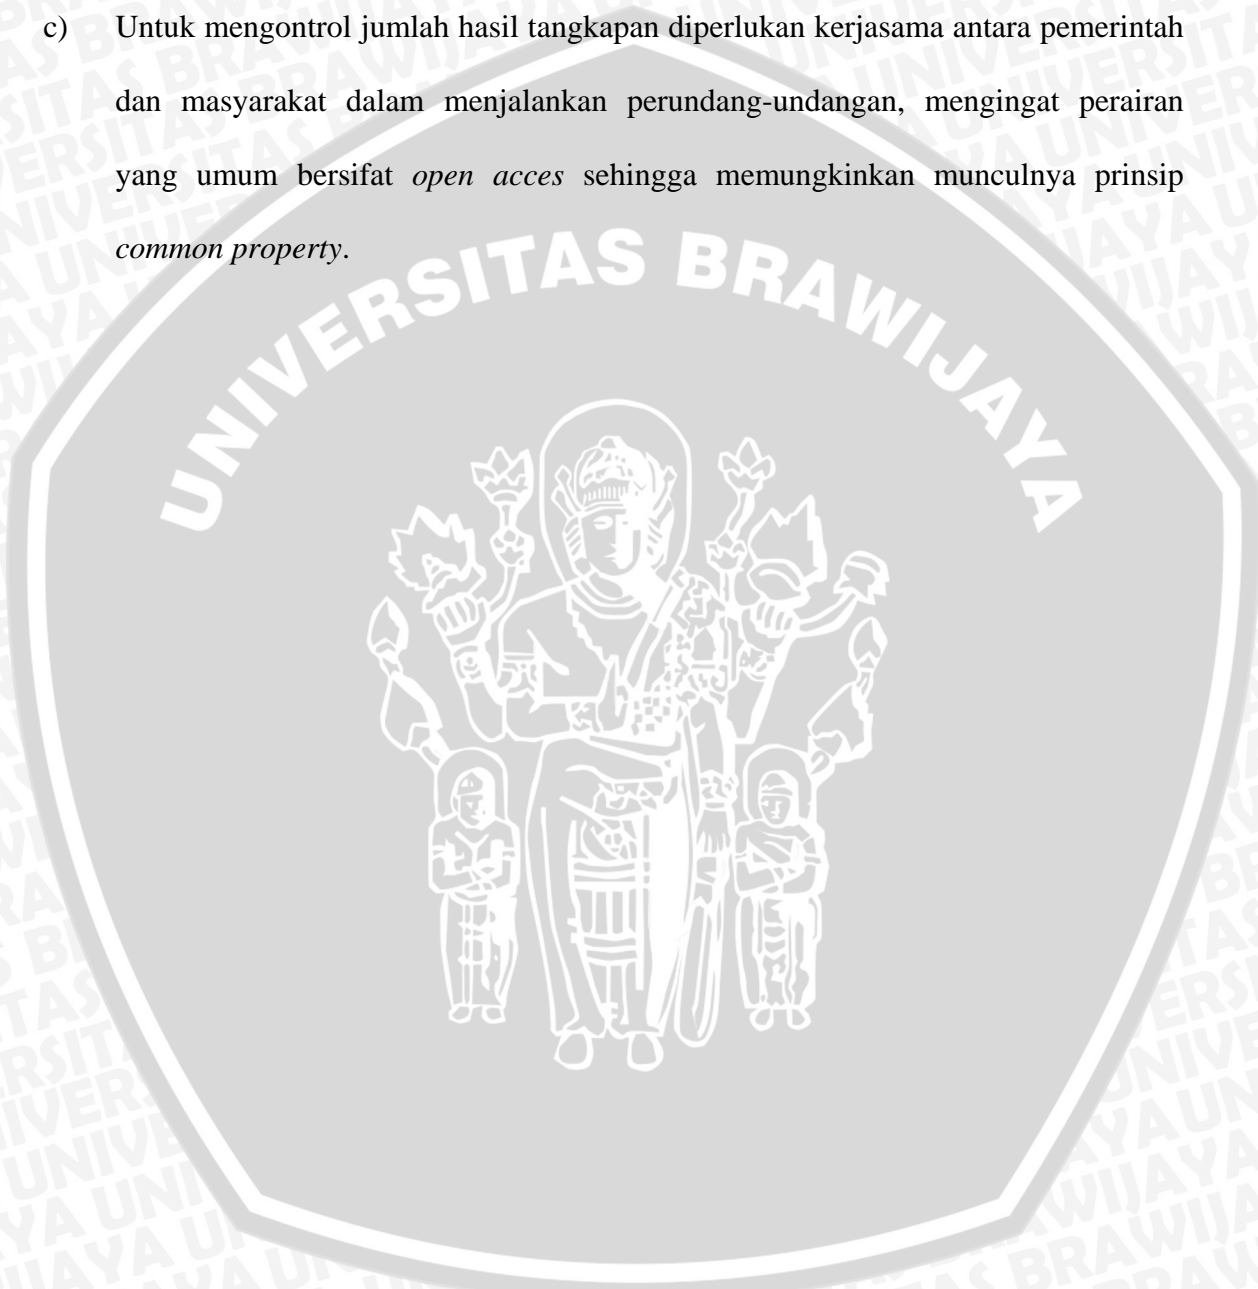 c) Untuk mengontrol jumlah hasil tangkapan diperlukan kerjasama antara pemerintah
dan masyarakat dalam menjalankan perundang-undangan, mengingat perairan
yang umum bersifat open acces sehingga memungkinkan munculnya prinsip
common property.
UNIVERSITAS BRAWIJAYA